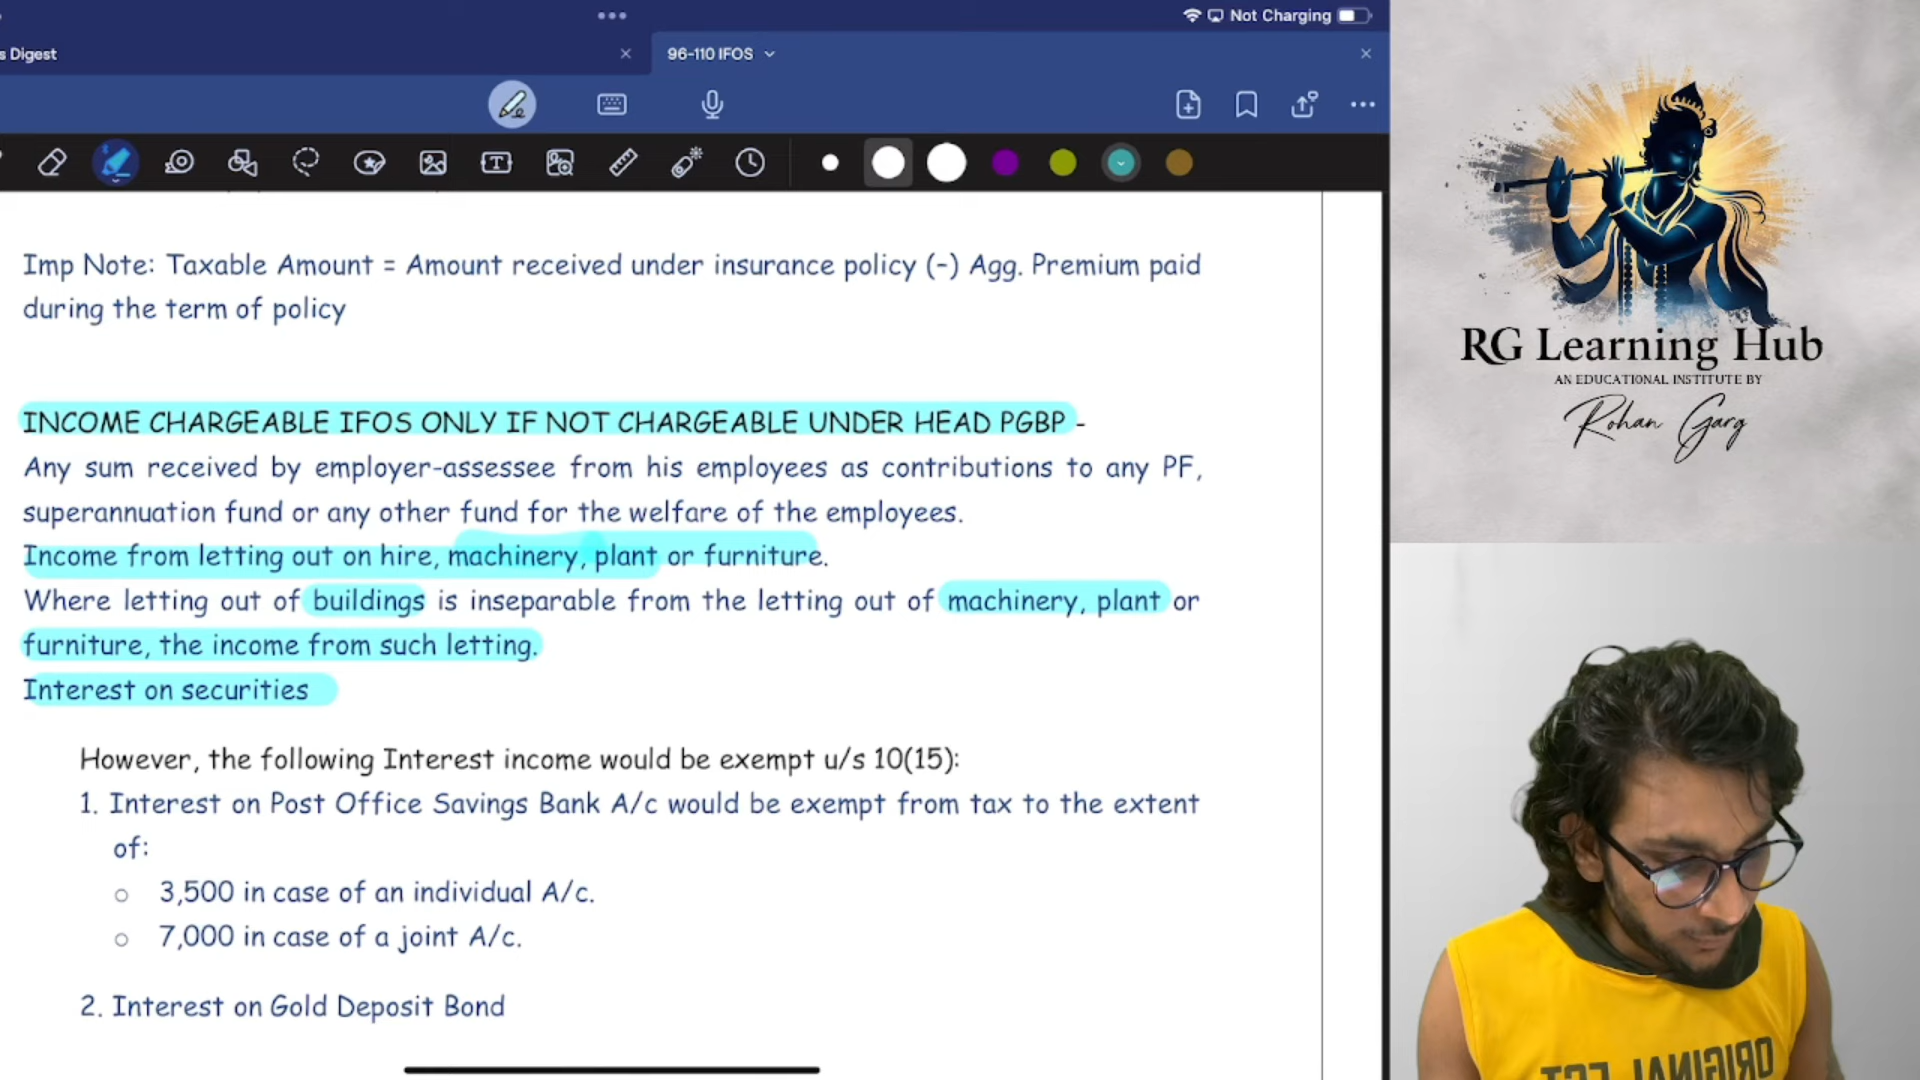 Not Charging
s Digest
96-110 IFOS
Imp Note: Taxable Amount = Amount received under insurance policy (-) Agg. Premium paid
during the term of policy
INCOME CHARGEABLE IFOS ONLY IF NOT CHARGEABLE UNDER HEAD PGBP -
Any sum received by employer-assessee from his employees as contributions to any PF,
superannuation fund or any other fund for the welfare of the employees.
Income from letting out on hire, machinery, plant or furniture.
Where letting out of buildings is inseparable from the letting out of machinery, plant or
furniture, the income from such letting.
Interest on securities
However, the following Interest income would be exempt u/s 10(15):
1. Interest on Post Office Savings Bank A/c would be exempt from tax to the extent
of:
o 3,500 in case of an individual A/c.
o 7,000 in case of a joint A/c.
2. Interest on Gold Deposit Bond
RG Learning Hub
AN EDUCATIONAL INSTITUTE BY
Rohan Garg
ORIGINAL